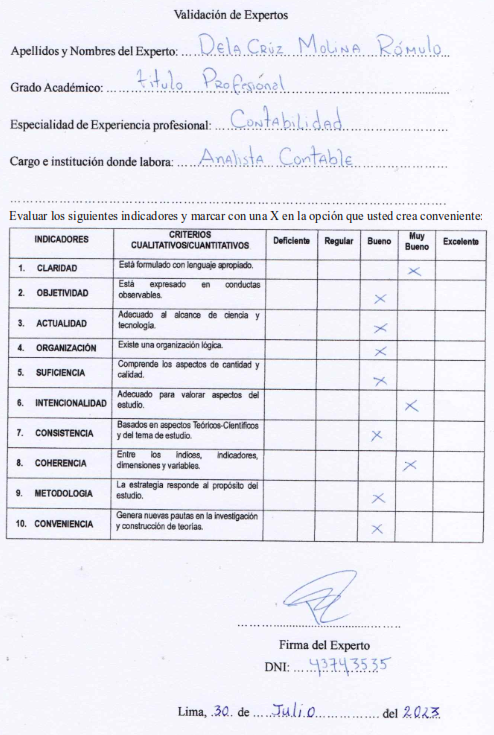 Validación de Expertos
Apellidos y Nombres del Experto: De la Cruz Molina Rómulo
Grado Académico: Titulo Profesional
Especialidad de Experiencia profesional: Contabilidad
Cargo e institución donde labora: Analista Contable
Evaluar los siguientes indicadores y marcar con una X en la opción que usted crea conveniente:
INDICADORES CRITERIOS CUALITATIVOS/CUANTITATIVOS Deficiente Regular Bueno Muy Bueno Excelente
1. CLARIDAD Está formulado con lenguaje apropiado. X
2. OBJETIVIDAD Está expresado en conductas observables. X
3. ACTUALIDAD Adecuado al alcance de ciencia y tecnología. X
4. ORGANIZACIÓN Existe una organización lógica. X
5. SUFICIENCIA Comprende los aspectos de cantidad y calidad. X
6. INTENCIONALIDAD Adecuado para valorar aspectos del estudio. X
7. CONSISTENCIA Basados en aspectos Teóricos-Científicos y del tema de estudio. X
8. COHERENCIA Entre los índices, indicadores, dimensiones y variables. X
9. METODOLOGIA La estrategia responde al propósito del estudio. X
10. CONVENIENCIA Genera nuevas pautas en la investigación y construcción de teorías. X
Firma del Experto
DNI: 43743535
Lima, 30 de Julio del 2023